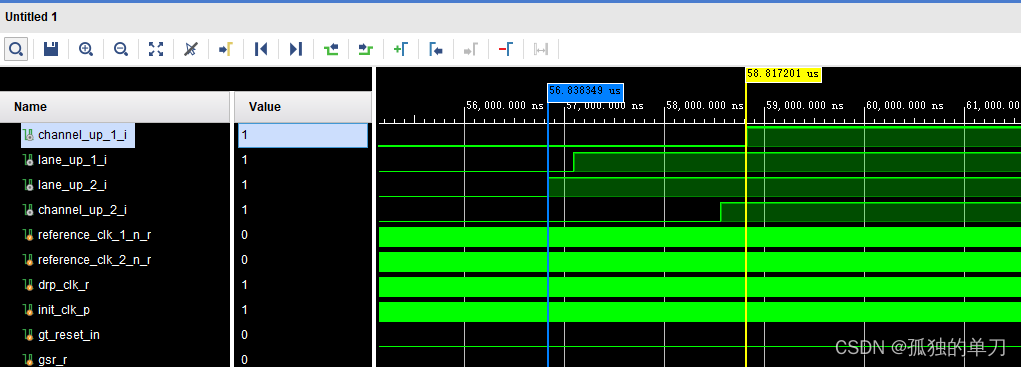 Untitled 1
58.817201 us
56.838349 us
56,000.000 ns 57,000.000 ns 58,000.000 ns 59,000.000 ns 60,000.000 ns 61,000.00
Name Value
channel_up_1_i 1
lane_up_1_i 1
lane_up_2_i 1
channel_up_2_i 1
reference_clk_1_n_r 0
reference_clk_2_n_r 0
drp_clk_r 1
init_clk_p 1
gt_reset_in 0
gsr_r 0
CSDN @孤独的单刀